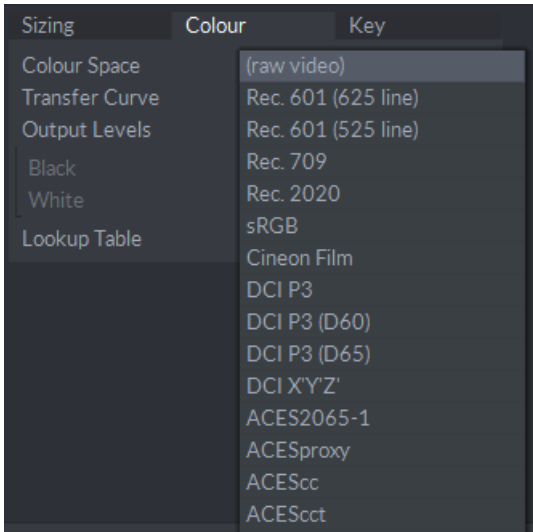 Sizing Colour Key
Colour Space (raw video)
Transfer Curve Rec. 601 (625 line)
Output Levels Rec. 601 (525 line)
Black Rec. 709
White Rec. 2020
sRGB
Lookup Table
Cineon Film
DCI P3
DCI P3 (D60)
DCI P3 (D65)
DCI X'Y'Z'
ACES2065-1
ACESproxy
ACEScc
ACEScct